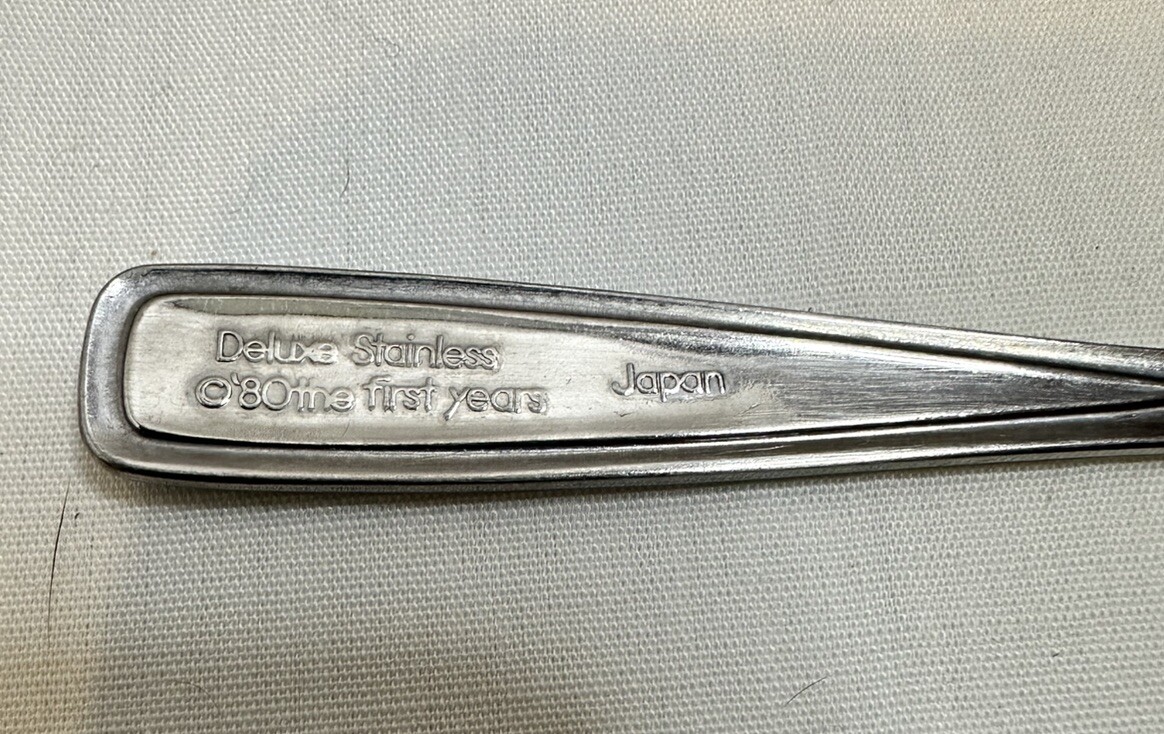 Deluxe Stainless
©'80 the first years
Japan